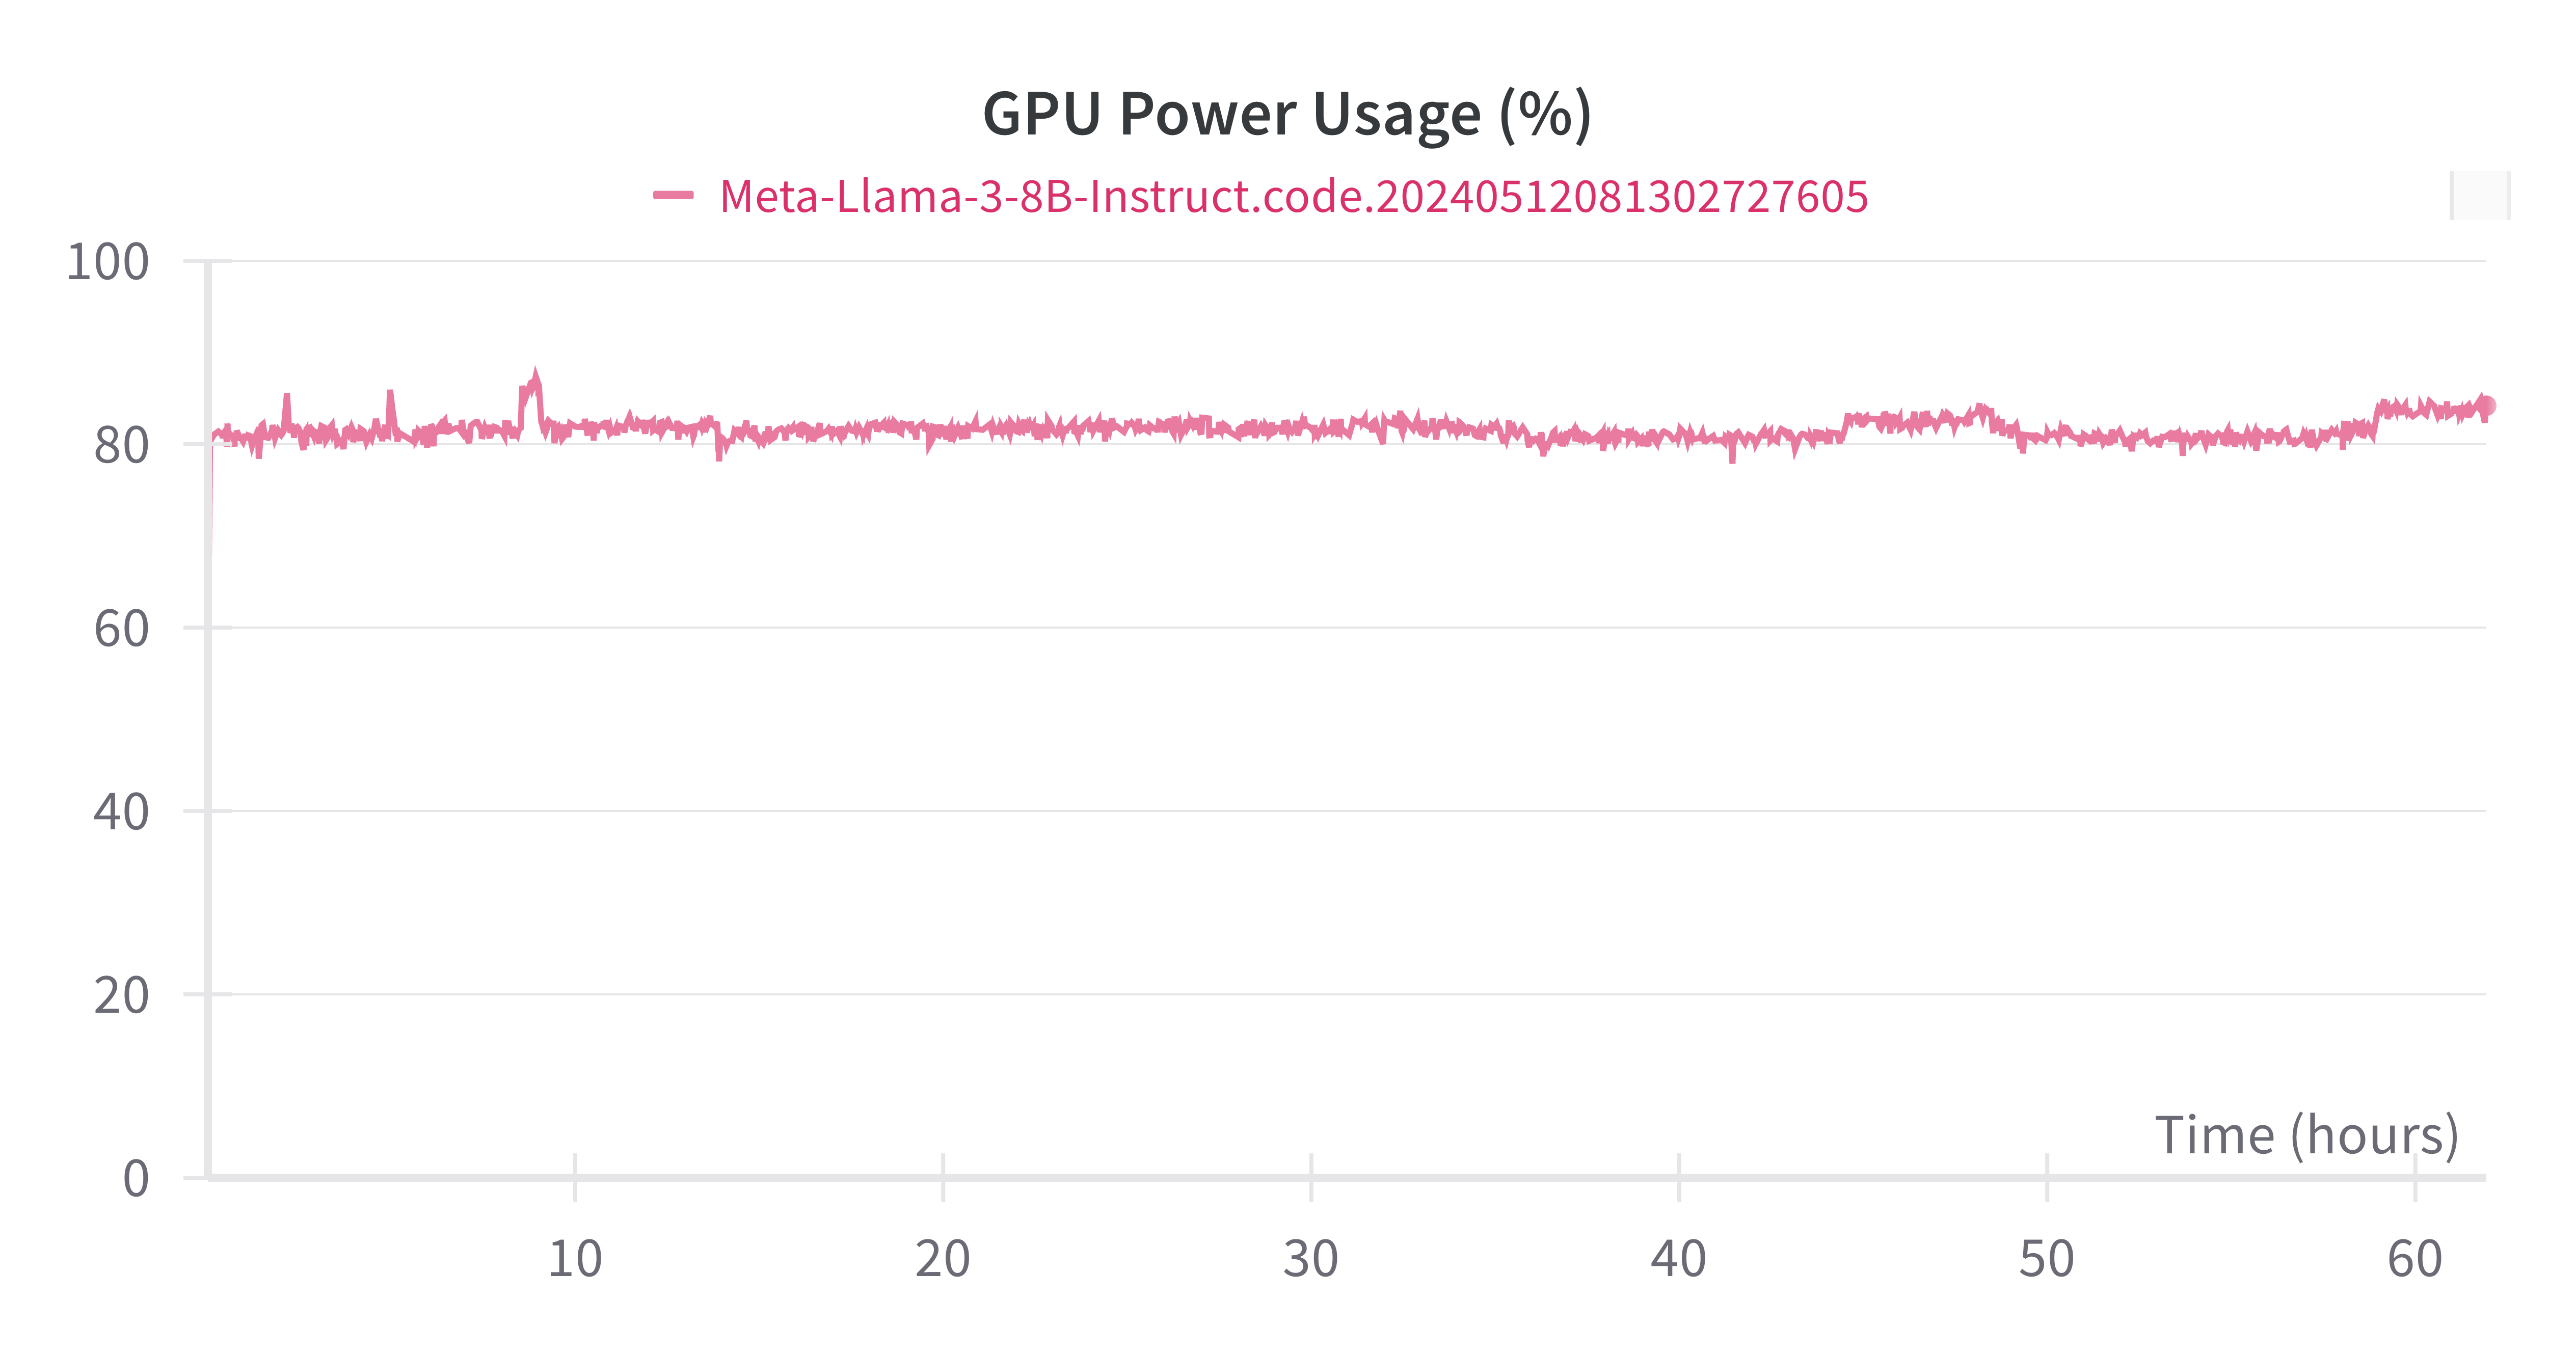 GPU Power Usage (%)
Meta-Llama-3-8B-Instruct.code.20240512081302727605
100
80
60
40
20
0
Time (hours)
10 20 30 40 50 60